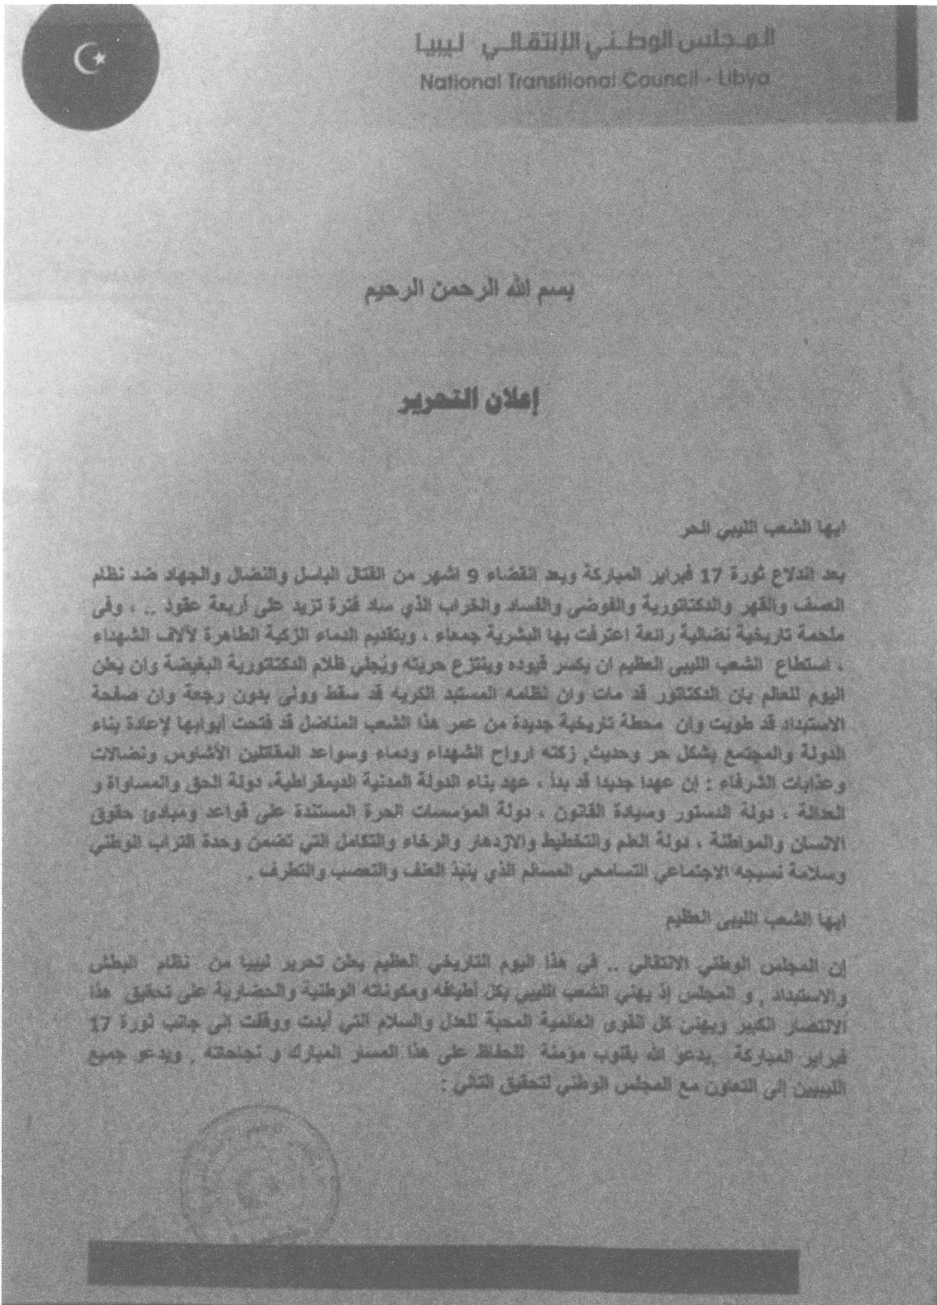 المجلس الوطني الإنتقالي ليبيا
National Transitional Council - Libya
بسم الله الرحمن الرحيم
إعلان التحرير
ايها الشعب الليبي الحر
بعد اندلاع ثورة 17 فبراير المباركة وبعد انقضاء 9 اشهر من القتال الباسل والنضال والجهاد ضد نظام
العسف والقهر والدكتاتورية والفوضى والفساد والخراب الذي ساد فترة تزيد على أربعة عقود .. ، وفى
ملحمة تاريخية نضالية رائعة اعترفت بها البشرية جمعاء ، وبتقديم الدماء الزكية الطاهرة لآلاف الشهداء
، استطاع الشعب الليبي العظيم ان يكسر قيوده وينتزع حريته ويُجلي ظلام الدكتاتورية البغيضة وان يعلن
اليوم للعالم بان الدكتاتور قد مات وان نظامه المستبد الكريه قد سقط وولى بدون رجعة وان صفحة
الاستبداد قد طويت وان محطة تاريخية جديدة من عمر هذا الشعب المناضل قد فتحت أبوابها لإعادة بناء
الدولة والمجتمع بشكل حر وحديث, زكته ارواح الشهداء ودماء وسواعد المقاتلين الأشاوس ونضالات
وعذابات الشرفاء : إن عهدا جديدا قد بدأ ، عهد بناء الدولة المدنية الديمقراطية، دولة الحق والمساواة و
العدالة ، دولة الدستور وسيادة القانون ، دولة المؤسسات الحرة المستندة على قواعد ومبادئ حقوق
الانسان والمواطنة ، دولة العلم والتخطيط والازدهار والرخاء والتكامل التي تضمن وحدة التراب الوطني
وسلامة نسيجه الاجتماعي التسامحي المسالم الذي ينبذ العنف والتعصب والتطرف .
ايها الشعب الليبى العظيم
إن المجلس الوطني الانتقالي .. في هذا اليوم التاريخي العظيم يعلن تحرير ليبيا من نظام البطش
والاستبداد , و المجلس إذ يهني الشعب الليبي بكل أطيافه ومكوناته الوطنية والحضارية على تحقيق هذا
الانتصار الكبير ويهنئ كل القوى العالمية المحبة للعدل والسلام التي أيدت ووقفت إلى جانب ثورة 17
فبراير المباركة ,يدعو الله بقلوب مؤمنة للحفاظ على هذا المسار المبارك و نجاحاته , ويدعو جميع
الليبيين إلى التعاون مع المجلس الوطني لتحقيق التالي :